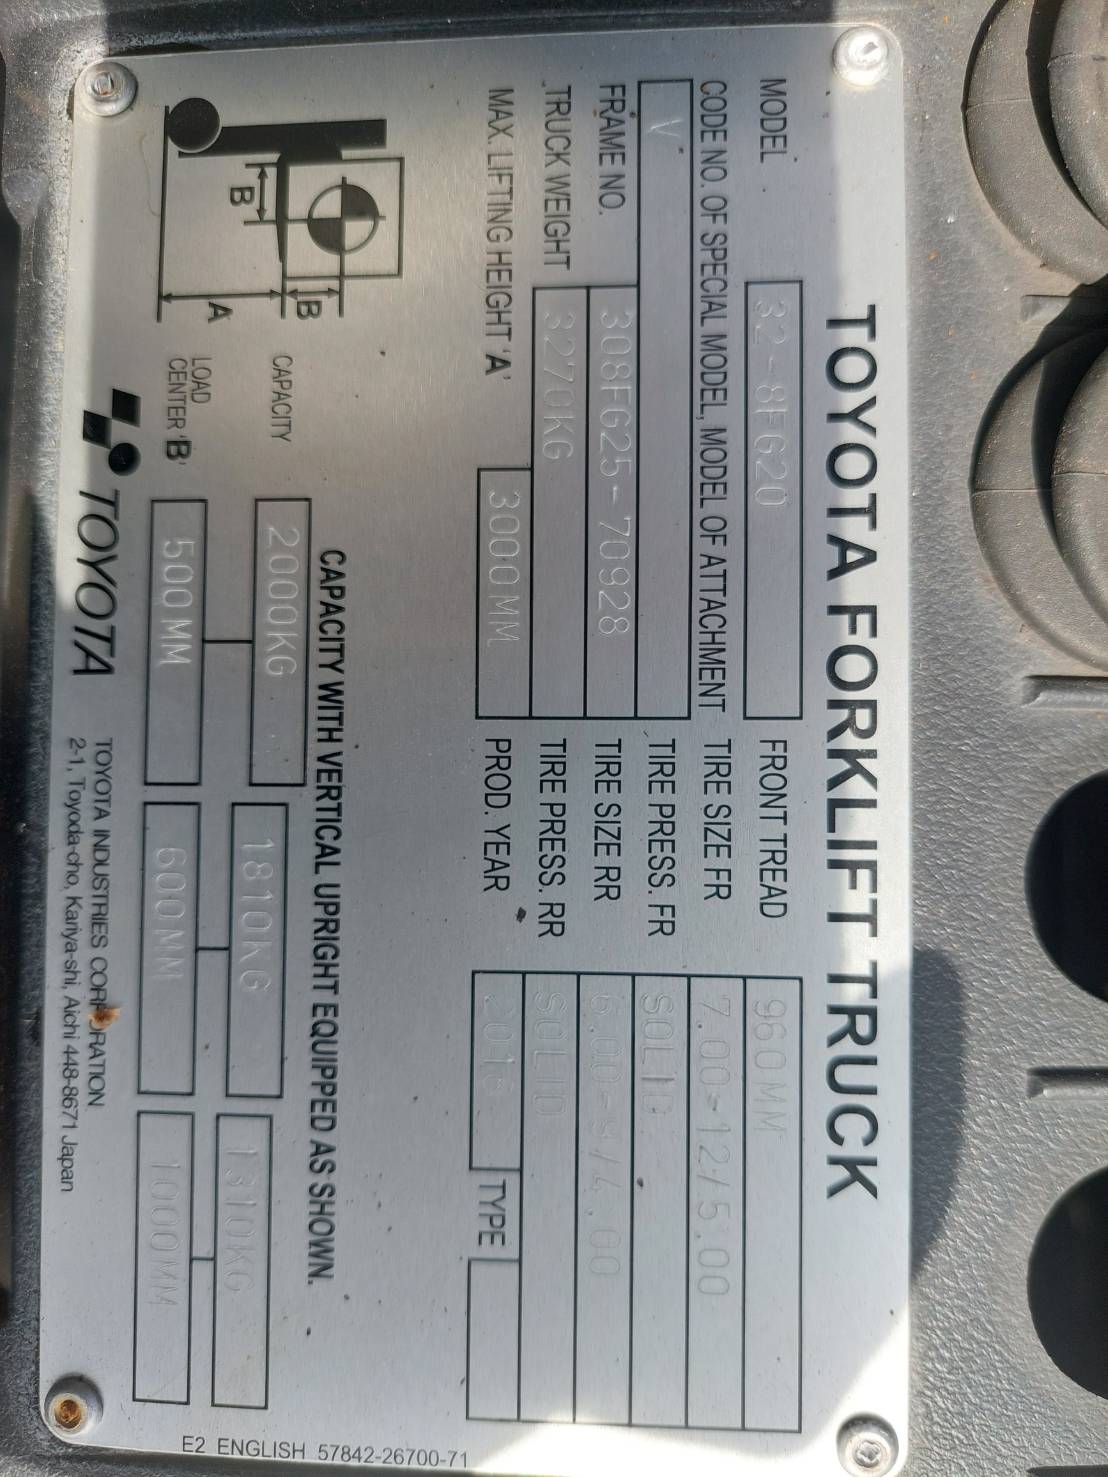 TOYOTA FORKLIFT TRUCK
MODEL 32-8FG20 FRONT TREAD 960MM
CODE NO. OF SPECIAL MODEL, MODEL OF ATTACHMENT TIRE SIZE FR 7.00-12/5.00
V TIRE PRESS. FR SOLID
FRAME NO. 308FG25-70928 TIRE SIZE RR 6.00-9/4.00
TRUCK WEIGHT 3270KG TIRE PRESS. RR SOLID
MAX. LIFTING HEIGHT 'A' 3000MM PROD. YEAR TYPE
CAPACITY WITH VERTICAL UPRIGHT EQUIPPED AS SHOWN.
B
B
A
CAPACITY 2000KG 1810KG
LOAD
CENTER 'B' 500MM 600MM 1000MM
TOYOTA
TOYOTA INDUSTRIES CORPORATION
2-1, Toyoda-cho, Kariya-shi, Aichi 448-8671 Japan
E2 ENGLISH 57842-26700-71